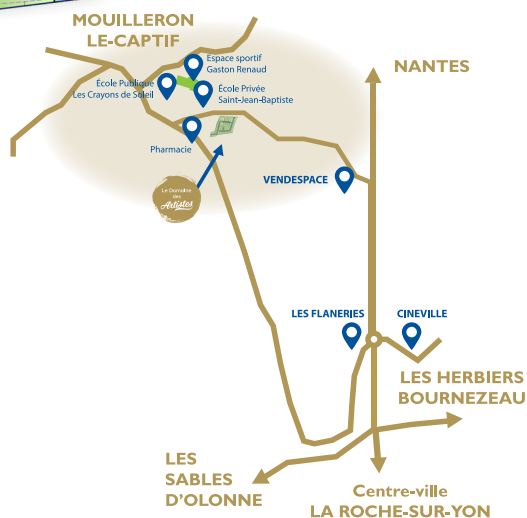 MOUILLERON
LE-CAPTIF
Espace sportif
Gaston Renaud
École Publique
Les Crayons de Soleil
École Privée
Saint-Jean-Baptiste
NANTES
Pharmacie
VENDESPACE
Le Domaine
des
Artistes
LES FLANERIES
CINEVILLE
LES HERBIERS
BOURNEZEAU
LES
SABLES
D'OLONNE
Centre-ville
LA ROCHE-SUR-YON